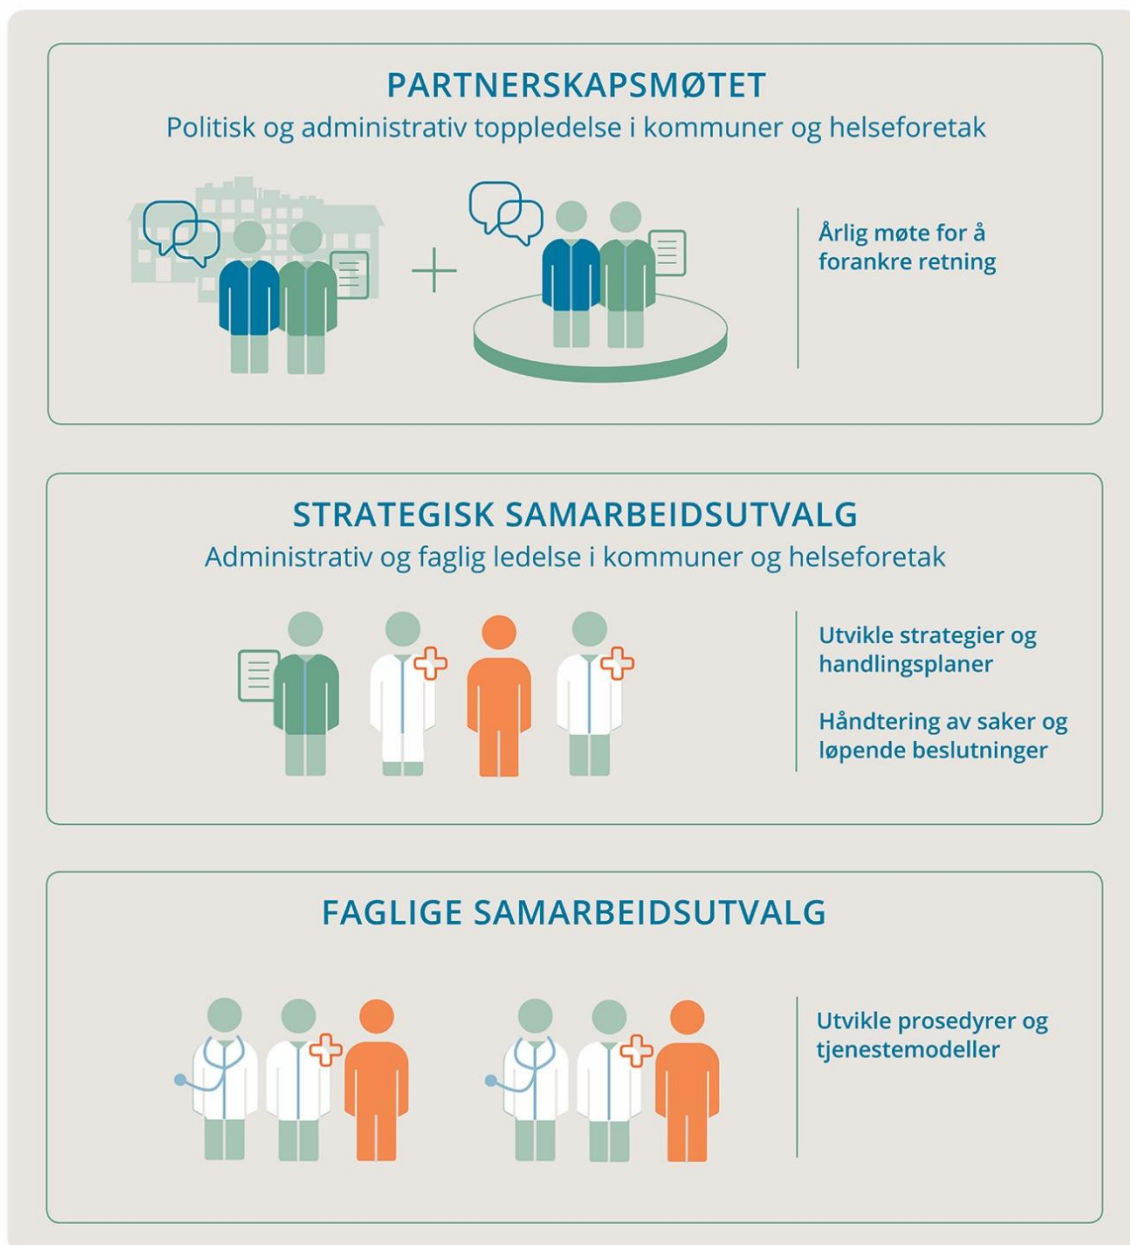 PARTNERSKAPSMØTET
Politisk og administrativ toppledelse i kommuner og helseforetak
Årlig møte for å
forankre retning
STRATEGISK SAMARBEIDSUTVALG
Administrativ og faglig ledelse i kommuner og helseforetak
Utvikle strategier og
handlingsplaner
Håndtering av saker og
løpende beslutninger
FAGLIGE SAMARBEIDSUTVALG
Utvikle prosedyrer og
tjenestemodeller